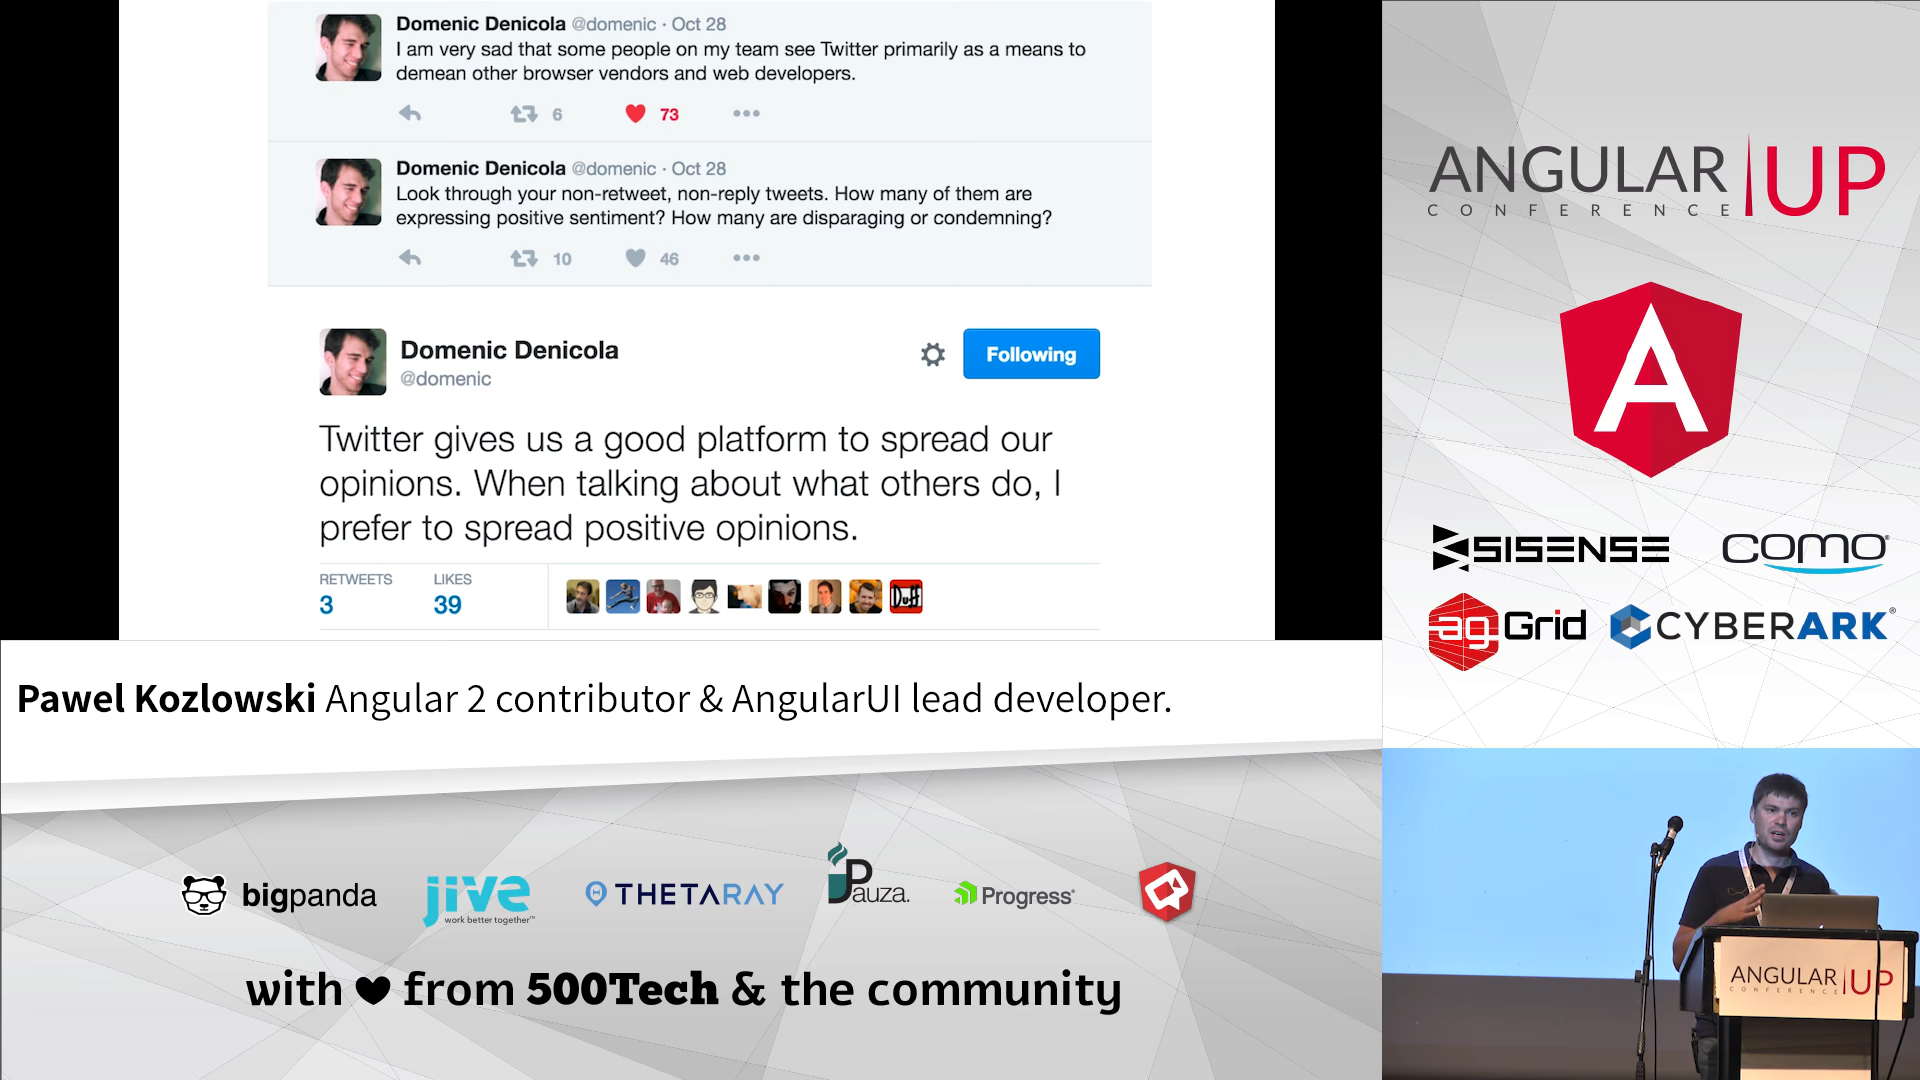 Domenic Denicola @domenic · Oct 28
I am very sad that some people on my team see Twitter primarily as a means to
demean other browser vendors and web developers.
6 73
Domenic Denicola @domenic · Oct 28
Look through your non-retweet, non-reply tweets. How many of them are
expressing positive sentiment? How many are disparaging or condemning?
10 46
Domenic Denicola
@domenic
Following
Twitter gives us a good platform to spread our
opinions. When talking about what others do, I
prefer to spread positive opinions.
RETWEETS LIKES
3 39
Duff
Pawel Kozlowski Angular 2 contributor & AngularUI lead developer.
bigpanda
jive
work better together™
THETARAY
Pauza.
Progress®
with ♥ from 500Tech & the community
ANGULAR UP
CONFERENCE
A
SISENSE
como®
ag Grid
CYBERARK®
ANGULAR UP
CONFERENCE